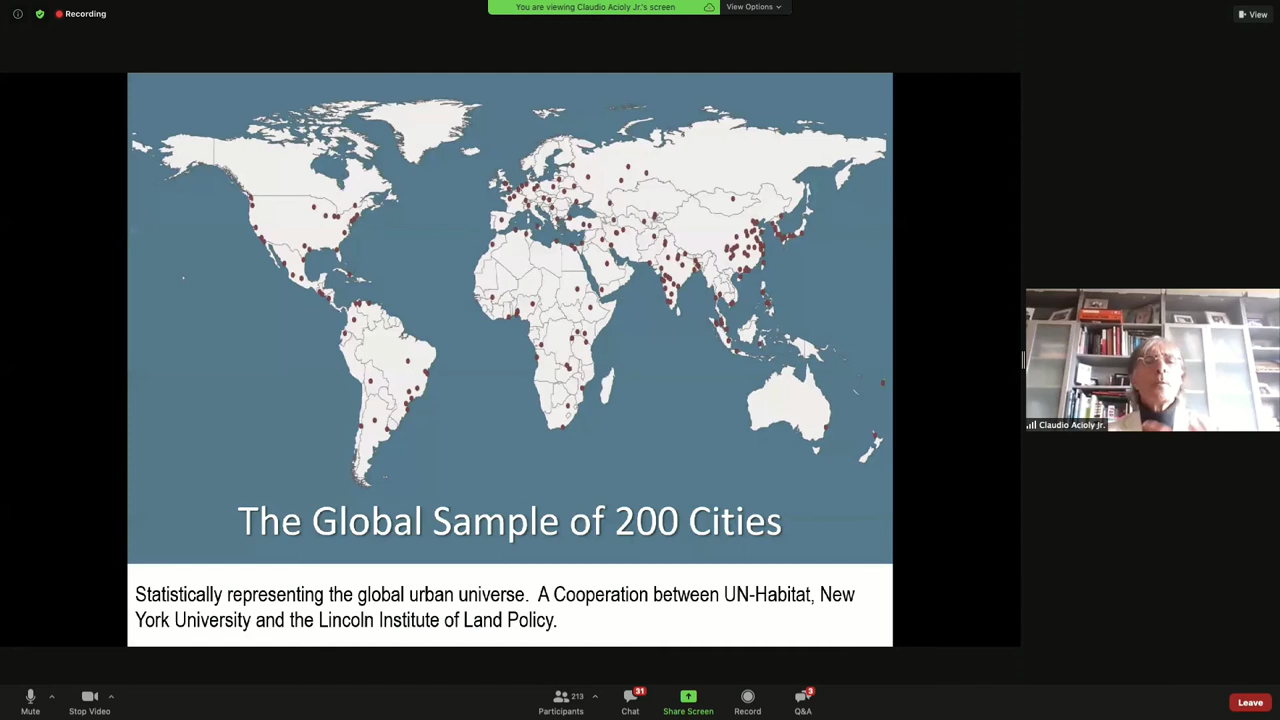 Recording
You are viewing Claudio Acioly Jr.'s screen
View Options
View
The Global Sample of 200 Cities
Statistically representing the global urban universe. A Cooperation between UN-Habitat, New
York University and the Lincoln Institute of Land Policy.
Claudio Acioly Jr.
Mute
Stop Video
213
Participants
31
Chat
Share Screen
Record
3
Q&A
Leave